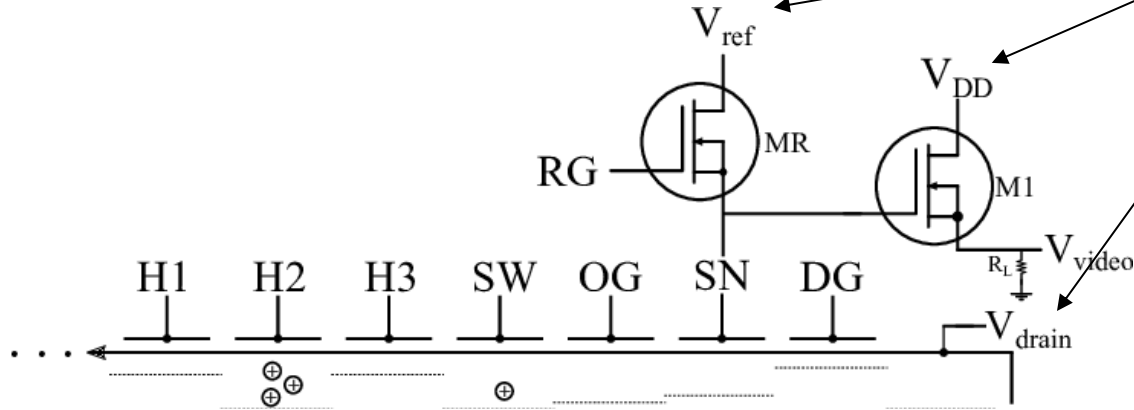 V_ref
V_DD
MR
RG
M1
V_video
R_L
H1 H2 H3 SW OG SN DG
V_drain
. . .